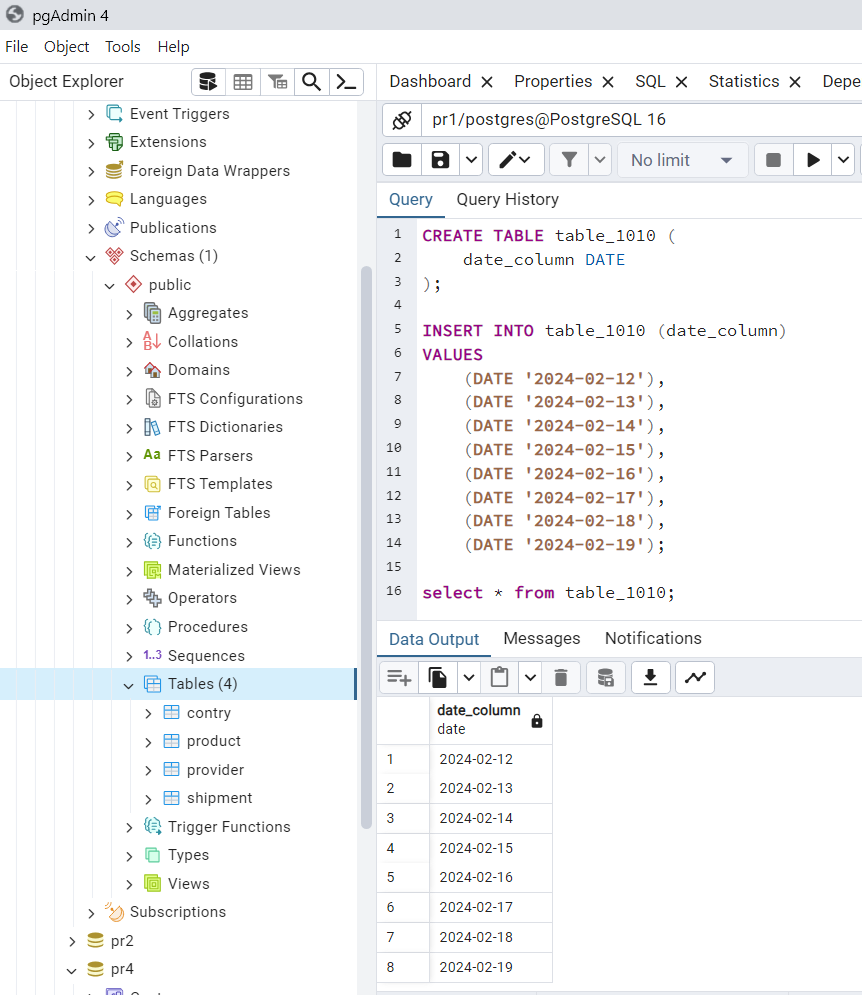 pgAdmin 4
File Object Tools Help
Object Explorer
Event Triggers
Extensions
Foreign Data Wrappers
Languages
Publications
Schemas (1)
public
Aggregates
Collations
Domains
FTS Configurations
FTS Dictionaries
Aa FTS Parsers
FTS Templates
Foreign Tables
Functions
Materialized Views
Operators
Procedures
1..3 Sequences
Tables (4)
contry
product
provider
shipment
Trigger Functions
Types
Views
Subscriptions
pr2
pr4
Dashboard Properties SQL Statistics Depe
pr1/postgres@PostgreSQL 16
No limit
Query Query History
1 CREATE TABLE table_1010 (
2 date_column DATE
3 );
4
5 INSERT INTO table_1010 (date_column)
6 VALUES
7 (DATE '2024-02-12'),
8 (DATE '2024-02-13'),
9 (DATE '2024-02-14'),
10 (DATE '2024-02-15'),
11 (DATE '2024-02-16'),
12 (DATE '2024-02-17'),
13 (DATE '2024-02-18'),
14 (DATE '2024-02-19');
15
16 select * from table_1010;
Data Output Messages Notifications
date_column
date
1 2024-02-12
2 2024-02-13
3 2024-02-14
4 2024-02-15
5 2024-02-16
6 2024-02-17
7 2024-02-18
8 2024-02-19